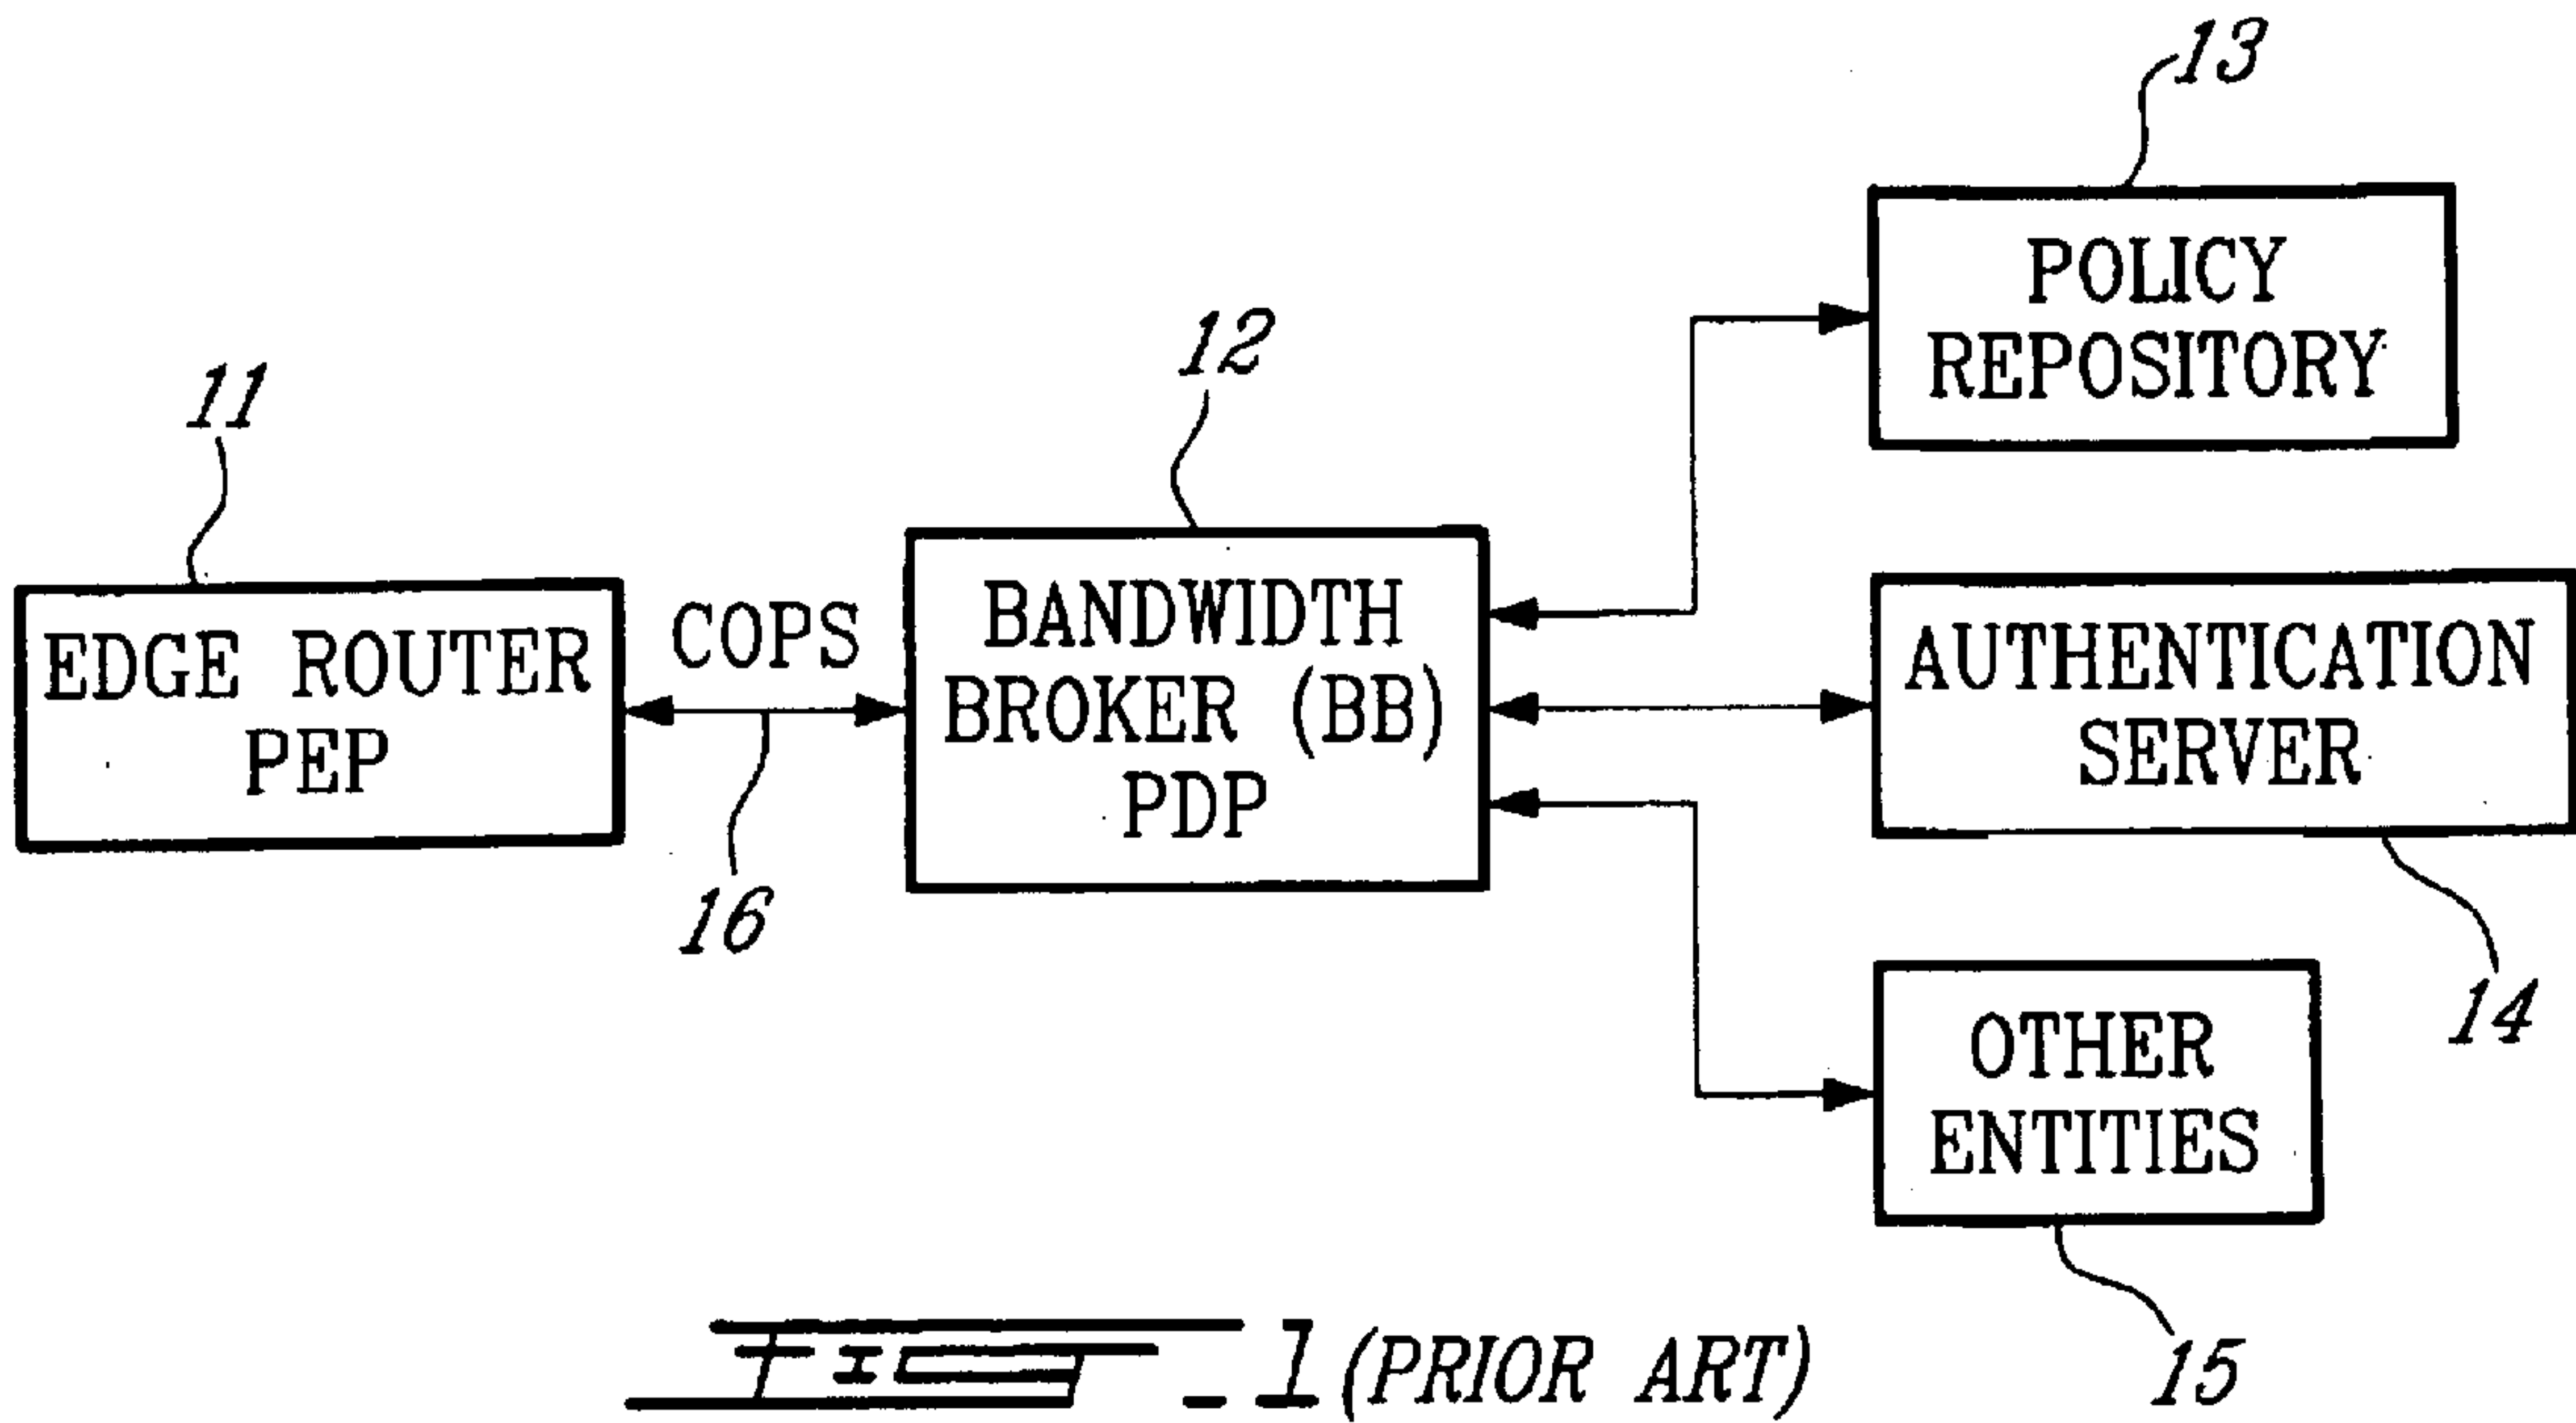 13
POLICY
REPOSITORY
12
11
BANDWIDTH
BROKER (BB)
PDP
COPS
EDGE ROUTER
PEP
16
AUTHENTICATION
SERVER
14
OTHER
ENTITIES
15
FIG_1 (PRIOR ART)